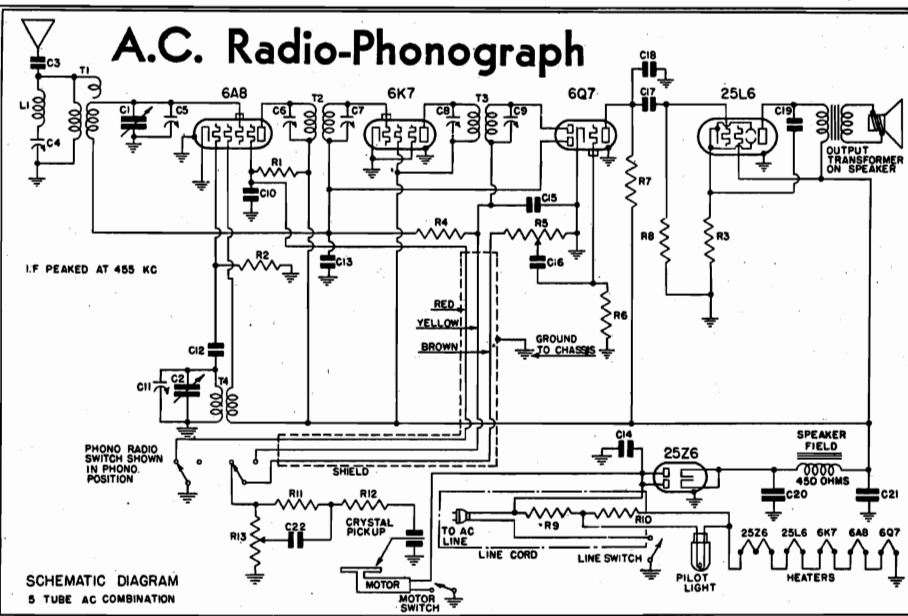 A.C. Radio-Phonograph
C3
T1
L1
C4
C1
C5
6A8
C6
T2
C7
6K7
C8
T3
C9
6Q7
C18
C17
25L6
C19
OUTPUT
TRANSFORMER
ON SPEAKER
R1
C10
R7
C15
R4
R5
R8
R3
R2
C13
C16
I.F PEAKED AT 455 KC
R6
RED
YELLOW
BROWN
GROUND
TO CHASSIS
C12
C11
C2
T4
PHONO RADIO
SWITCH SHOWN
IN PHONO.
POSITION
SHIELD
C14
25Z6
SPEAKER
FIELD
450 OHMS
C20
C21
R11
R12
R13
C22
CRYSTAL
PICKUP
TO AC
LINE
R9
R10
LINE CORD
LINE SWITCH
PILOT
LIGHT
25Z6 25L6 6K7 6A8 6Q7
HEATERS
MOTOR
MOTOR
SWITCH
SCHEMATIC DIAGRAM
5 TUBE AC COMBINATION